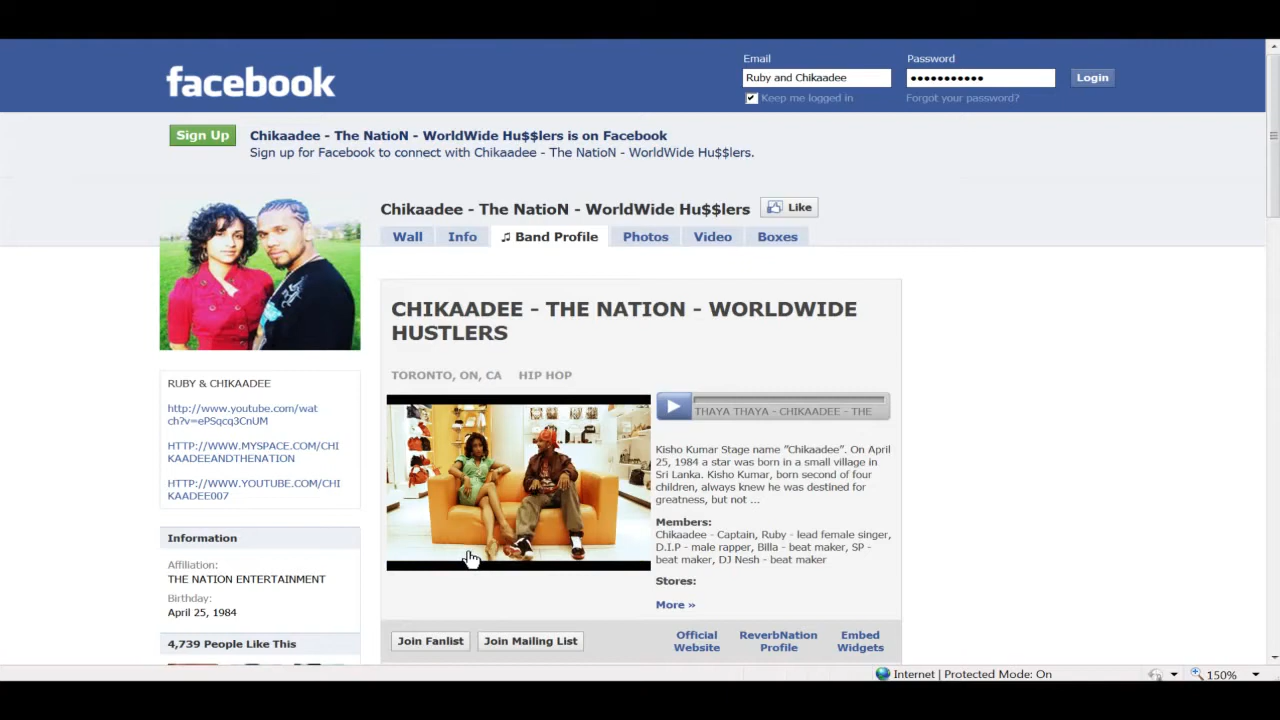 facebook
Email
Password
Ruby and Chikaadee
●●●●●●●●●●●
Login
Keep me logged in
Forgot your password?
Sign Up
Chikaadee - The NatioN - WorldWide Hu$$lers is on Facebook
Sign up for Facebook to connect with Chikaadee - The NatioN - WorldWide Hu$$lers.
Chikaadee - The NatioN - WorldWide Hu$$lers
Like
Wall
Info
Band Profile
Photos
Video
Boxes
CHIKAADEE - THE NATION - WORLDWIDE
HUSTLERS
TORONTO, ON, CA
HIP HOP
THAYA THAYA - CHIKAADEE - THE
Kisho Kumar Stage name "Chikaadee". On April
25, 1984 a star was born in a small village in
Sri Lanka. Kisho Kumar, born second of four
children, always knew he was destined for
greatness, but not ...
Members:
Chikaadee - Captain, Ruby - lead female singer,
D.I.P - male rapper, Billa - beat maker, SP -
beat maker, DJ Nesh - beat maker
Stores:
More »
Join Fanlist
Join Mailing List
Official
Website
ReverbNation
Profile
Embed
Widgets
RUBY & CHIKAADEE
http://www.youtube.com/wat
ch?v=ePSqcq3CnUM
HTTP://WWW.MYSPACE.COM/CHI
KAADEEANDTHENATION
HTTP://WWW.YOUTUBE.COM/CHI
KAADEE007
Information
Affiliation:
THE NATION ENTERTAINMENT
Birthday:
April 25, 1984
4,739 People Like This
Internet | Protected Mode: On
150%